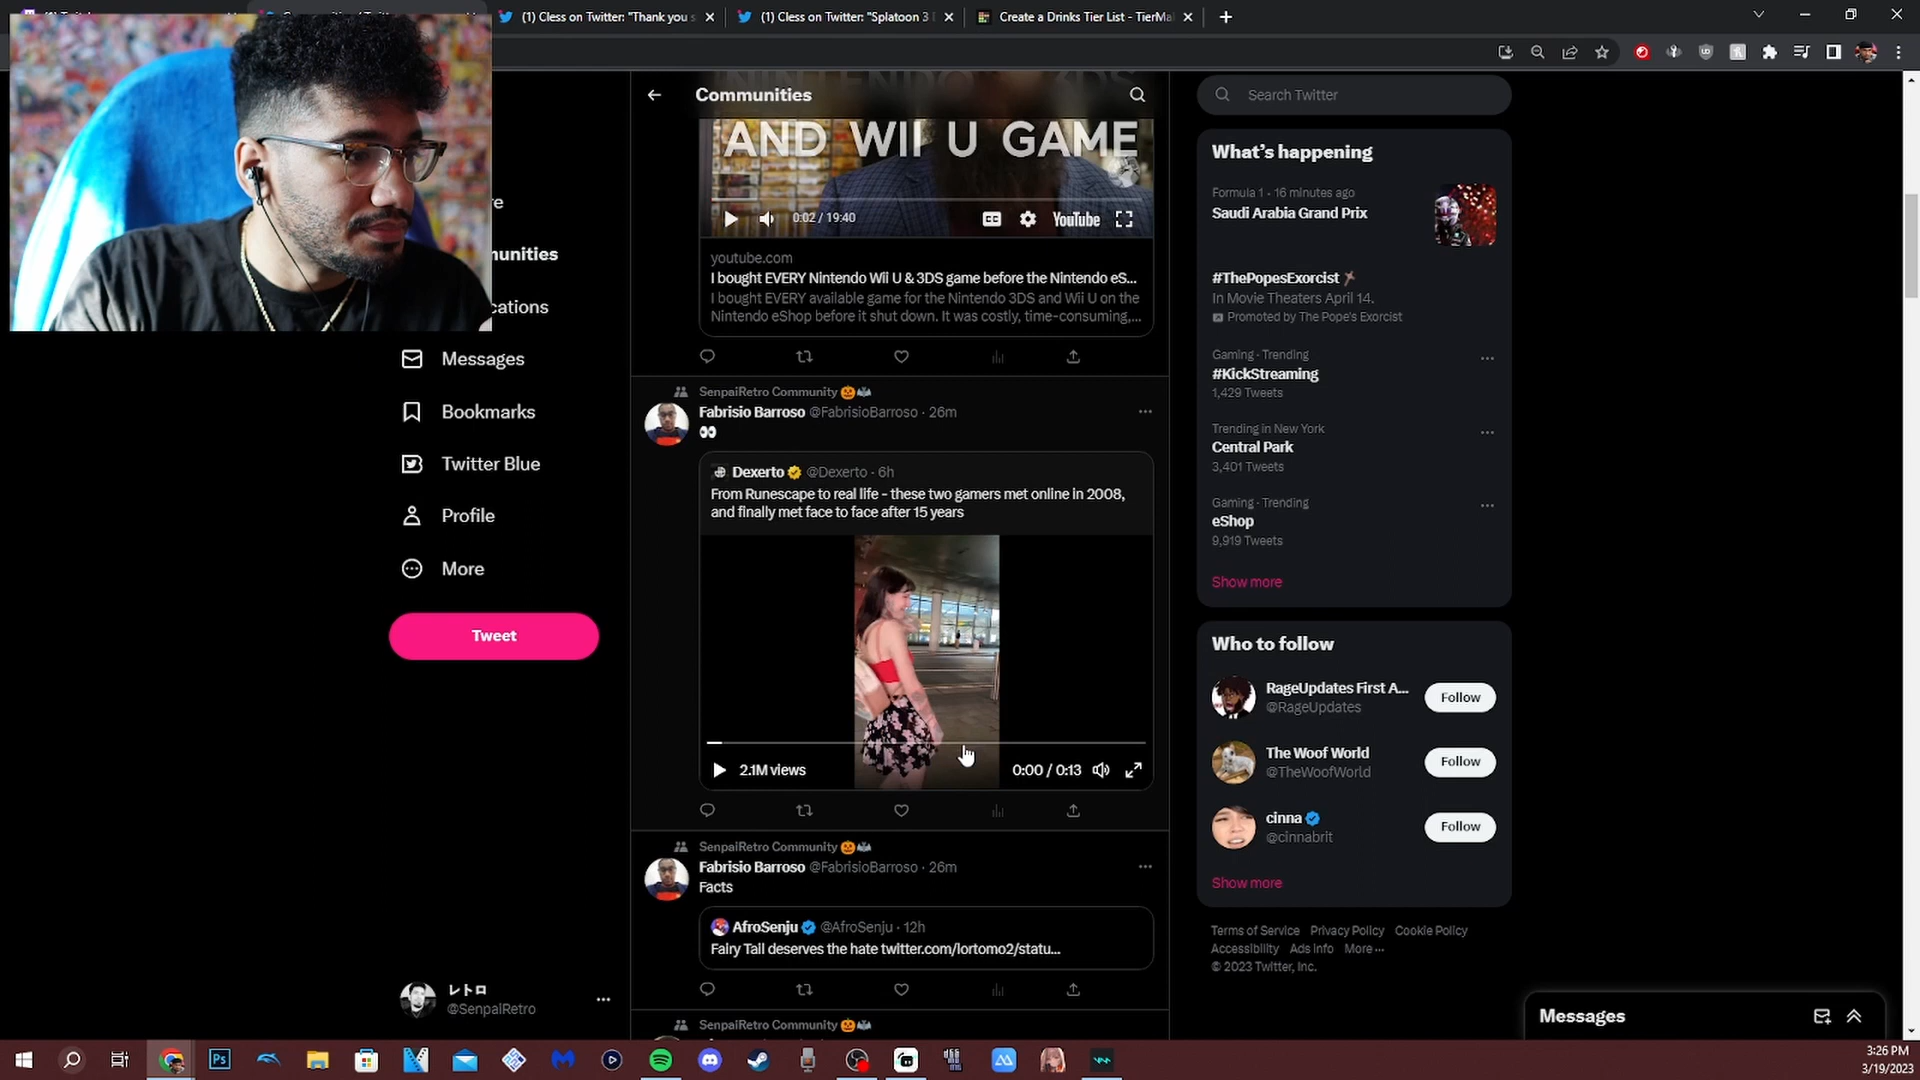 (1) Cless on Twitter: "Thank you s
(1) Cless on Twitter: "Splatoon 3
Create a Drinks Tier List - TierMa
Communities
Search Twitter
AND WII U GAME
0:02 / 19:40
CC
YouTube
youtube.com
I bought EVERY Nintendo Wii U & 3DS game before the Nintendo eS...
I bought EVERY available game for the Nintendo 3DS and Wii U on the
Nintendo eShop before it shut down. It was costly, time-consuming,...
munities
cations
Messages
Bookmarks
Twitter Blue
Profile
More
Tweet
レトロ
@SenpaiRetro
SenpaiRetro Community 🎃🦇
Fabrisio Barroso @FabrisioBarroso · 26m
👀
Dexerto @Dexerto · 6h
From Runescape to real life - these two gamers met online in 2008,
and finally met face to face after 15 years
2.1M views
0:00 / 0:13
SenpaiRetro Community 🎃🦇
Fabrisio Barroso @FabrisioBarroso · 26m
Facts
AfroSenju @AfroSenju · 12h
Fairy Tail deserves the hate twitter.com/lortomo2/statu...
SenpaiRetro Community 🎃🦇
What's happening
Formula 1 · 16 minutes ago
Saudi Arabia Grand Prix
#ThePopesExorcist
In Movie Theaters April 14.
Promoted by The Pope's Exorcist
Gaming · Trending
#KickStreaming
1,429 Tweets
Trending in New York
Central Park
3,401 Tweets
Gaming · Trending
eShop
9,919 Tweets
Show more
Who to follow
RageUpdates First A...
@RageUpdates
Follow
The Woof World
@TheWoofWorld
Follow
cinna
@cinnabrit
Follow
Show more
Terms of Service Privacy Policy Cookie Policy
Accessibility Ads info More ...
© 2023 Twitter, Inc.
Messages
Ps
3:26 PM
3/19/2023